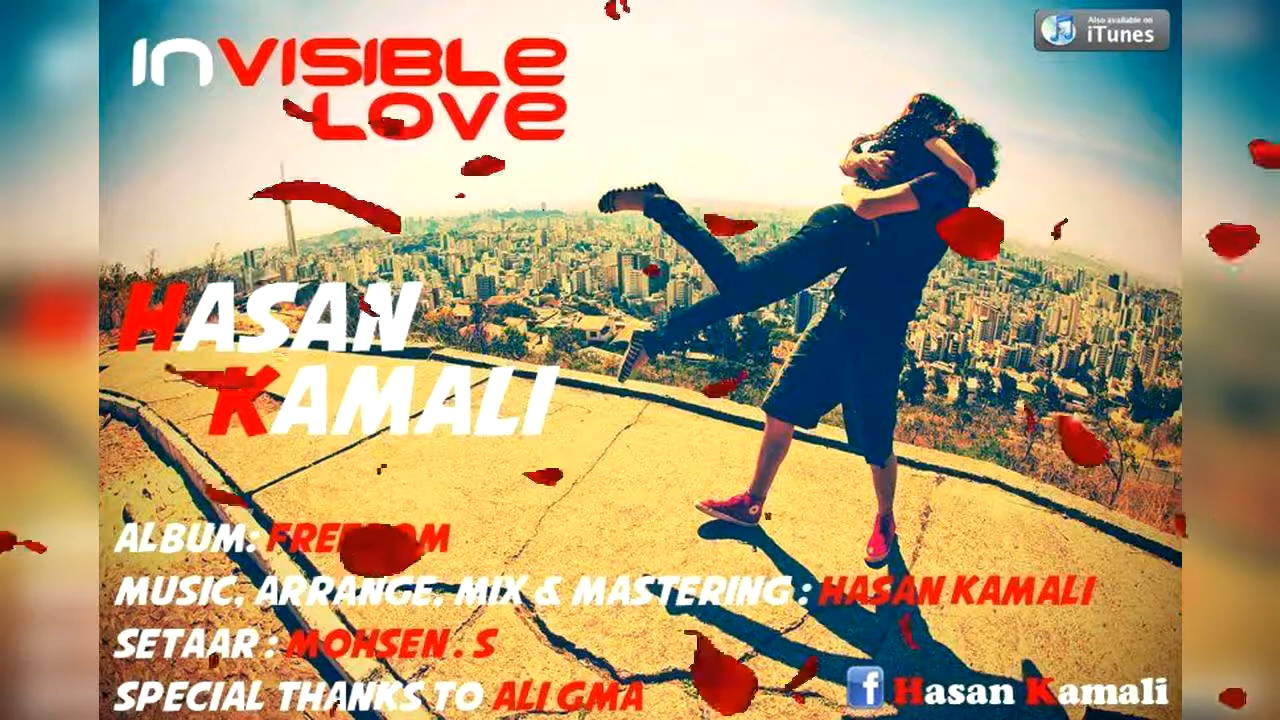 INVISIBLE
LOVE
Also available on
iTunes
HASAN
KAMALI
ALBUM: FREEDOM
MUSIC, ARRANGE, MIX & MASTERING : HASAN KAMALI
SETAAR : MOHSEN . S
SPECIAL THANKS TO ALI GMA
f Hasan Kamali